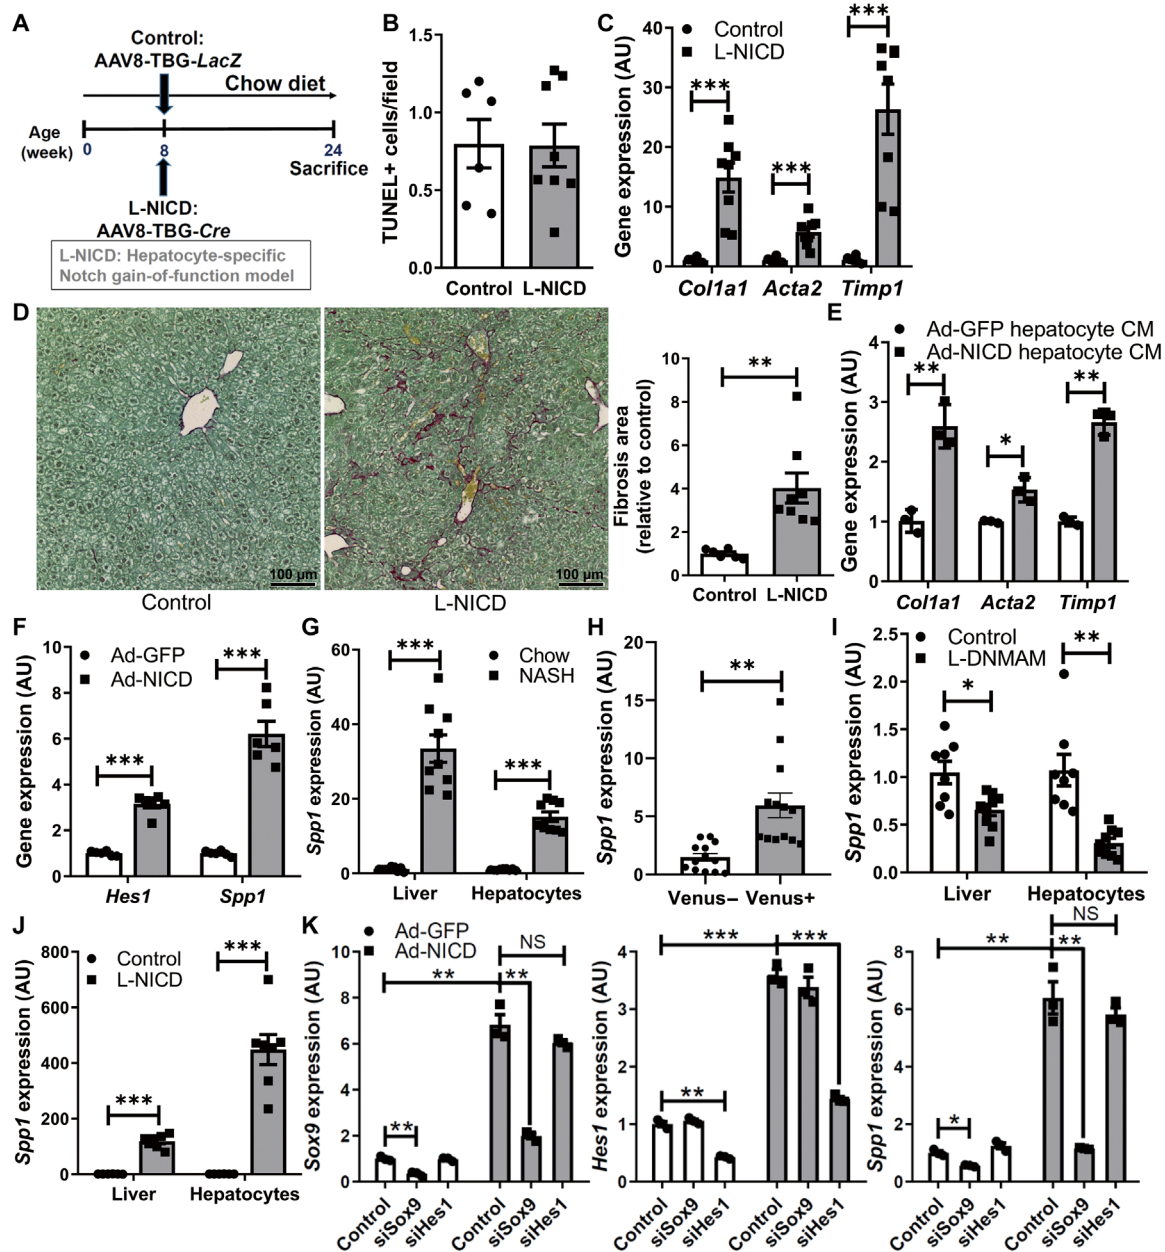 A
Control:
AAV8-TBG-LacZ
Chow diet
Age
(week)
0
8
24
Sacrifice
L-NICD:
AAV8-TBG-Cre
L-NICD: Hepatocyte-specific
Notch gain-of-function model
B
TUNEL+ cells/field
1.5
1.0
0.5
0.0
Control L-NICD
C
Gene expression (AU)
Control
L-NICD
40
30
20
10
0
***
***
***
Col1a1 Acta2 Timp1
D
100 µm
100 µm
Control
L-NICD
Fibrosis area
(relative to control)
10
8
6
4
2
0
**
Control L-NICD
E
Ad-GFP hepatocyte CM
Ad-NICD hepatocyte CM
Gene expression (AU)
4
3
2
1
0
**
*
**
Col1a1 Acta2 Timp1
F
Gene expression (AU)
10
8
6
4
2
0
Ad-GFP
Ad-NICD
***
***
Hes1 Spp1
G
Spp1 expression (AU)
60
40
20
0
***
***
Chow
NASH
Liver Hepatocytes
H
Spp1 expression (AU)
20
15
10
5
0
**
Venus– Venus+
I
Spp1 expression (AU)
2.5
2.0
1.5
1.0
0.5
0.0
Control
L-DNMAM
*
**
Liver Hepatocytes
J
Spp1 expression (AU)
800
600
400
200
0
Control
L-NICD
***
***
Liver Hepatocytes
K
Ad-GFP
Ad-NICD
Sox9 expression (AU)
10
8
6
4
2
0
**
**
**
NS
Control siSox9 siHes1 Control siSox9 siHes1
Hes1 expression (AU)
4
3
2
1
0
***
***
**
Control siSox9 siHes1 Control siSox9 siHes1
Spp1 expression (AU)
8
6
4
2
0
NS
**
**
*
Control siSox9 siHes1 Control siSox9 siHes1